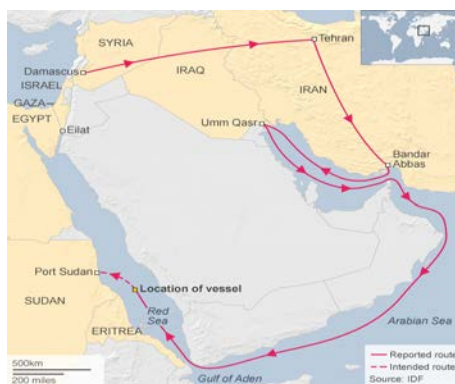 SYRIA
Tehran
Damascus
ISRAEL
IRAQ
IRAN
GAZA
EGYPT
Eilat
Umm Qasr
Bandar
Abbas
Port Sudan
Location of vessel
SUDAN
Red
Sea
Arabian Sea
ERITREA
500km
200 miles
Gulf of Aden
Reported route
Intended route
Source: IDF